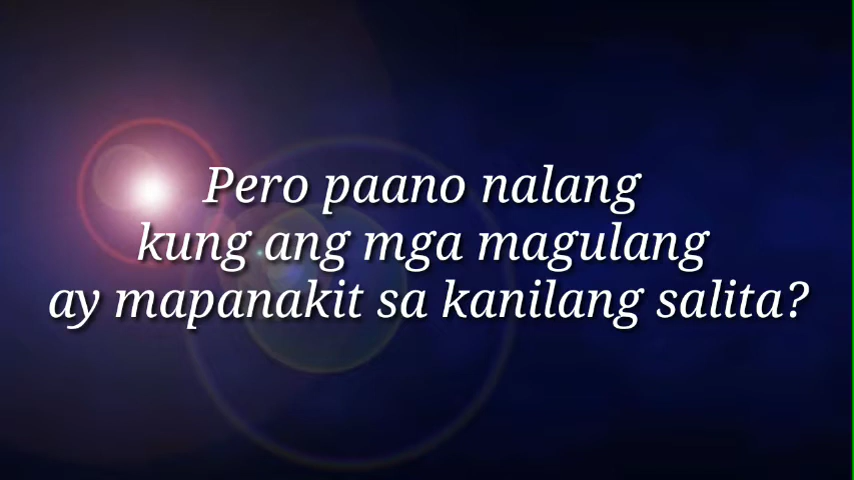 Pero paano nalang
kung ang mga magulang
ay mapanakit sa kanilang salita?